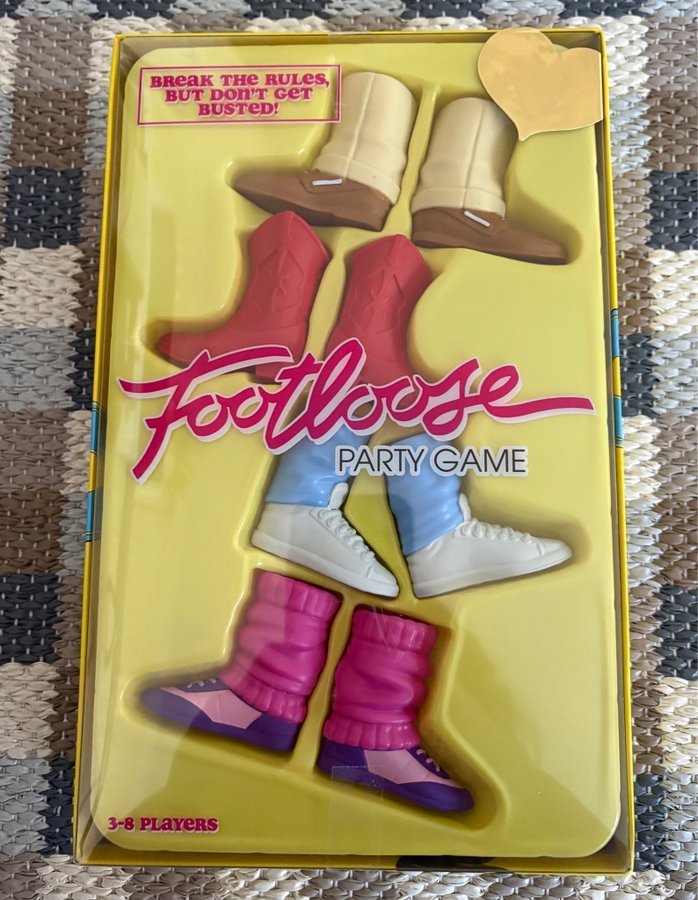 BREAK THE RULES,
BUT DON'T GET
BUSTED!
Footloose
PARTY GAME
3-8 PLAYERS